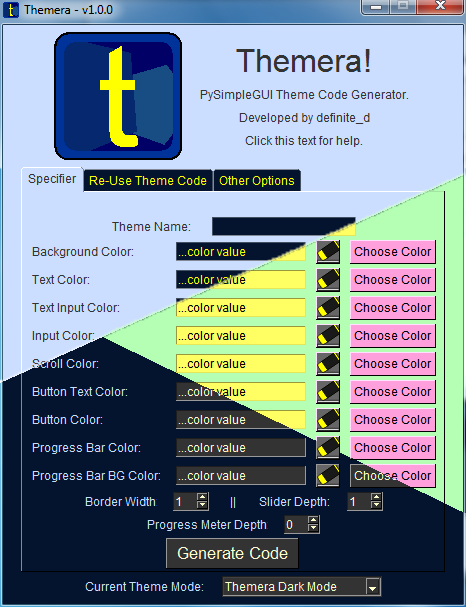 Themera - v1.0.0
t
Themera!
PySimpleGUI Theme Code Generator.
Developed by definite_d
Click this text for help.
Specifier Re-Use Theme Code Other Options
Theme Name:
Background Color: ...color value Choose Color
Text Color: ...color value Choose Color
Text Input Color: ...color value Choose Color
Input Color: ...color value Choose Color
Scroll Color: ...color value Choose Color
Button Text Color: ...color value Choose Color
Button Color: ...color value Choose Color
Progress Bar Color: ...color value Choose Color
Progress Bar BG Color: ...color value Choose Color
Border Width 1 || Slider Depth: 1
Progress Meter Depth 0
Generate Code
Current Theme Mode: Themera Dark Mode